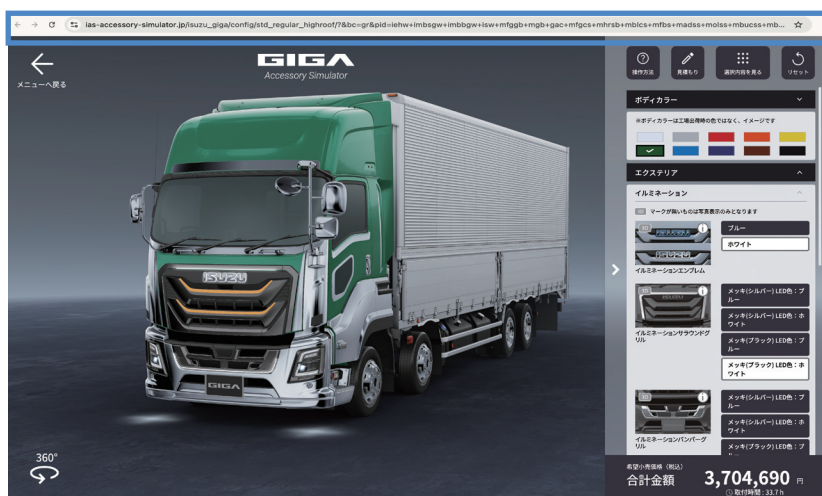 ias-accessory-simulator.jp/isuzu_giga/config/std_regular_highroof/?&bc=gr&pid=iehw+imbsgw+imbbgw+isw+mfggb+mgb+gac+mfgcs+mhrsb+mblcs+mfbs+madss+molss+mbucss+mb...
メニューへ戻る
GIGA
Accessory Simulator
操作方法
見積もり
選択内容を見る
リセット
ボディカラー
※ボディカラーは工場出荷時の色ではなく、イメージです
エクステリア
イルミネーション
3D マークが無いものは写真表示のみとなります
3D
イルミネーションエンブレム
ブルー
ホワイト
3D
イルミネーションサラウンドグ
リル
メッキ(シルバー) LED色：ブ
ルー
メッキ(シルバー) LED色：ホ
ワイト
メッキ(ブラック) LED色：ブ
ルー
メッキ(ブラック) LED色：ホ
ワイト
3D
イルミネーションバンパーグ
リル
メッキ(シルバー) LED色：ブ
ルー
メッキ(シルバー) LED色：ホ
ワイト
メッキ(ブラック) LED色：ブ
ISUZU
GIGA
360°
希望小売価格（税込）
合計金額 3,704,690 円
取付時間 : 33.7 h